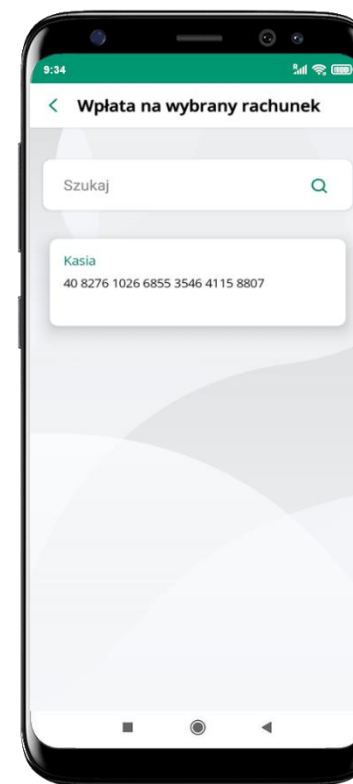 9:34
Wpłata na wybrany rachunek
Szukaj
Kasia
40 8276 1026 6855 3546 4115 8807